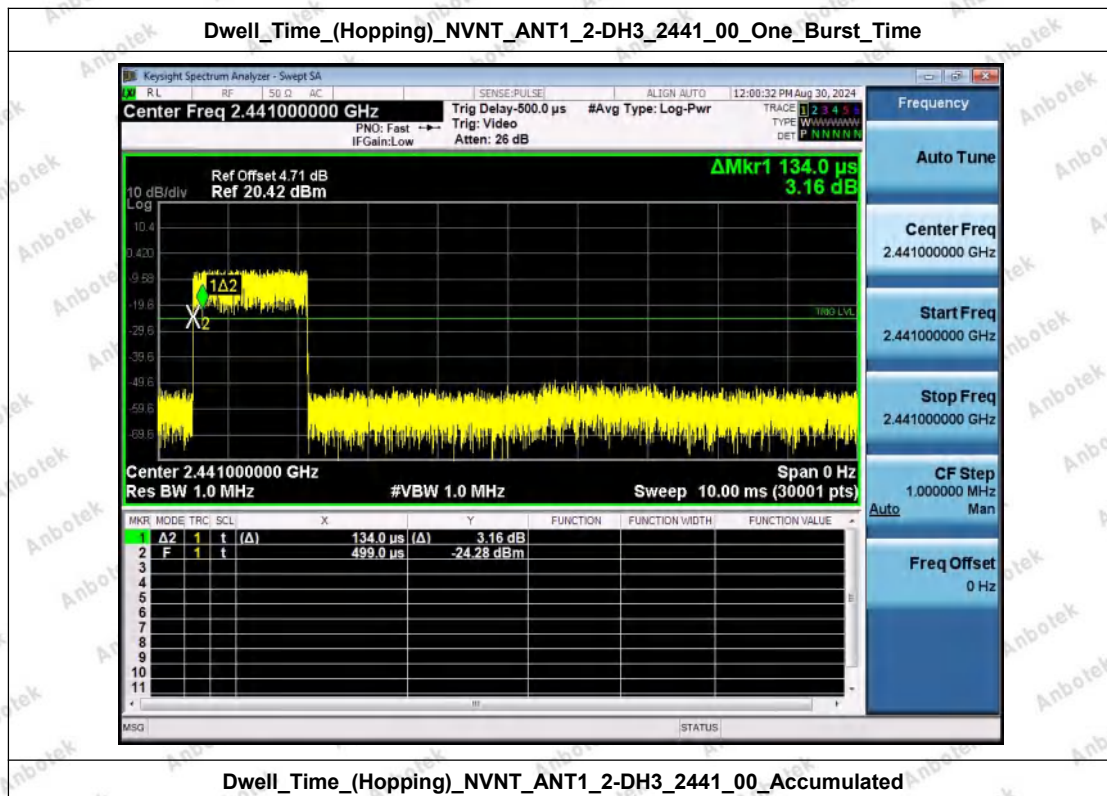 Dwell_Time_(Hopping)_NVNT_ANT1_2-DH3_2441_00_One_Burst_Time
Keysight Spectrum Analyzer - Swept SA
RL RF 50 Ω AC SENSE:PULSE ALIGN AUTO 12:00:32 PM Aug 30, 2024
Center Freq 2.441000000 GHz
PNO: Fast
IFGain:Low
Trig Delay-500.0 µs
Trig: Video
Atten: 26 dB
#Avg Type: Log-Pwr
TRACE 1 2 3 4 5 6
TYPE WWWWWW
DET P N N N N N
Frequency
Auto Tune
Center Freq
2.441000000 GHz
Start Freq
2.441000000 GHz
Stop Freq
2.441000000 GHz
CF Step
1.000000 MHz
Auto Man
Freq Offset
0 Hz
ΔMkr1 134.0 µs
3.16 dB
Ref Offset 4.71 dB
10 dB/div Ref 20.42 dBm
Log
10.4
0.420
-9.58
-19.6
-29.6
-39.6
-49.6
-59.6
-69.6
1Δ2
2
TRIG LVL
Center 2.441000000 GHz Span 0 Hz
Res BW 1.0 MHz #VBW 1.0 MHz Sweep 10.00 ms (30001 pts)
MKR MODE TRC SCL X Y FUNCTION FUNCTION WIDTH FUNCTION VALUE
1 Δ2 1 t (Δ) 134.0 µs (Δ) 3.16 dB
2 F 1 t 499.0 µs -24.28 dBm
3
4
5
6
7
8
9
10
11
MSG STATUS
Dwell_Time_(Hopping)_NVNT_ANT1_2-DH3_2441_00_Accumulated
Anbotek